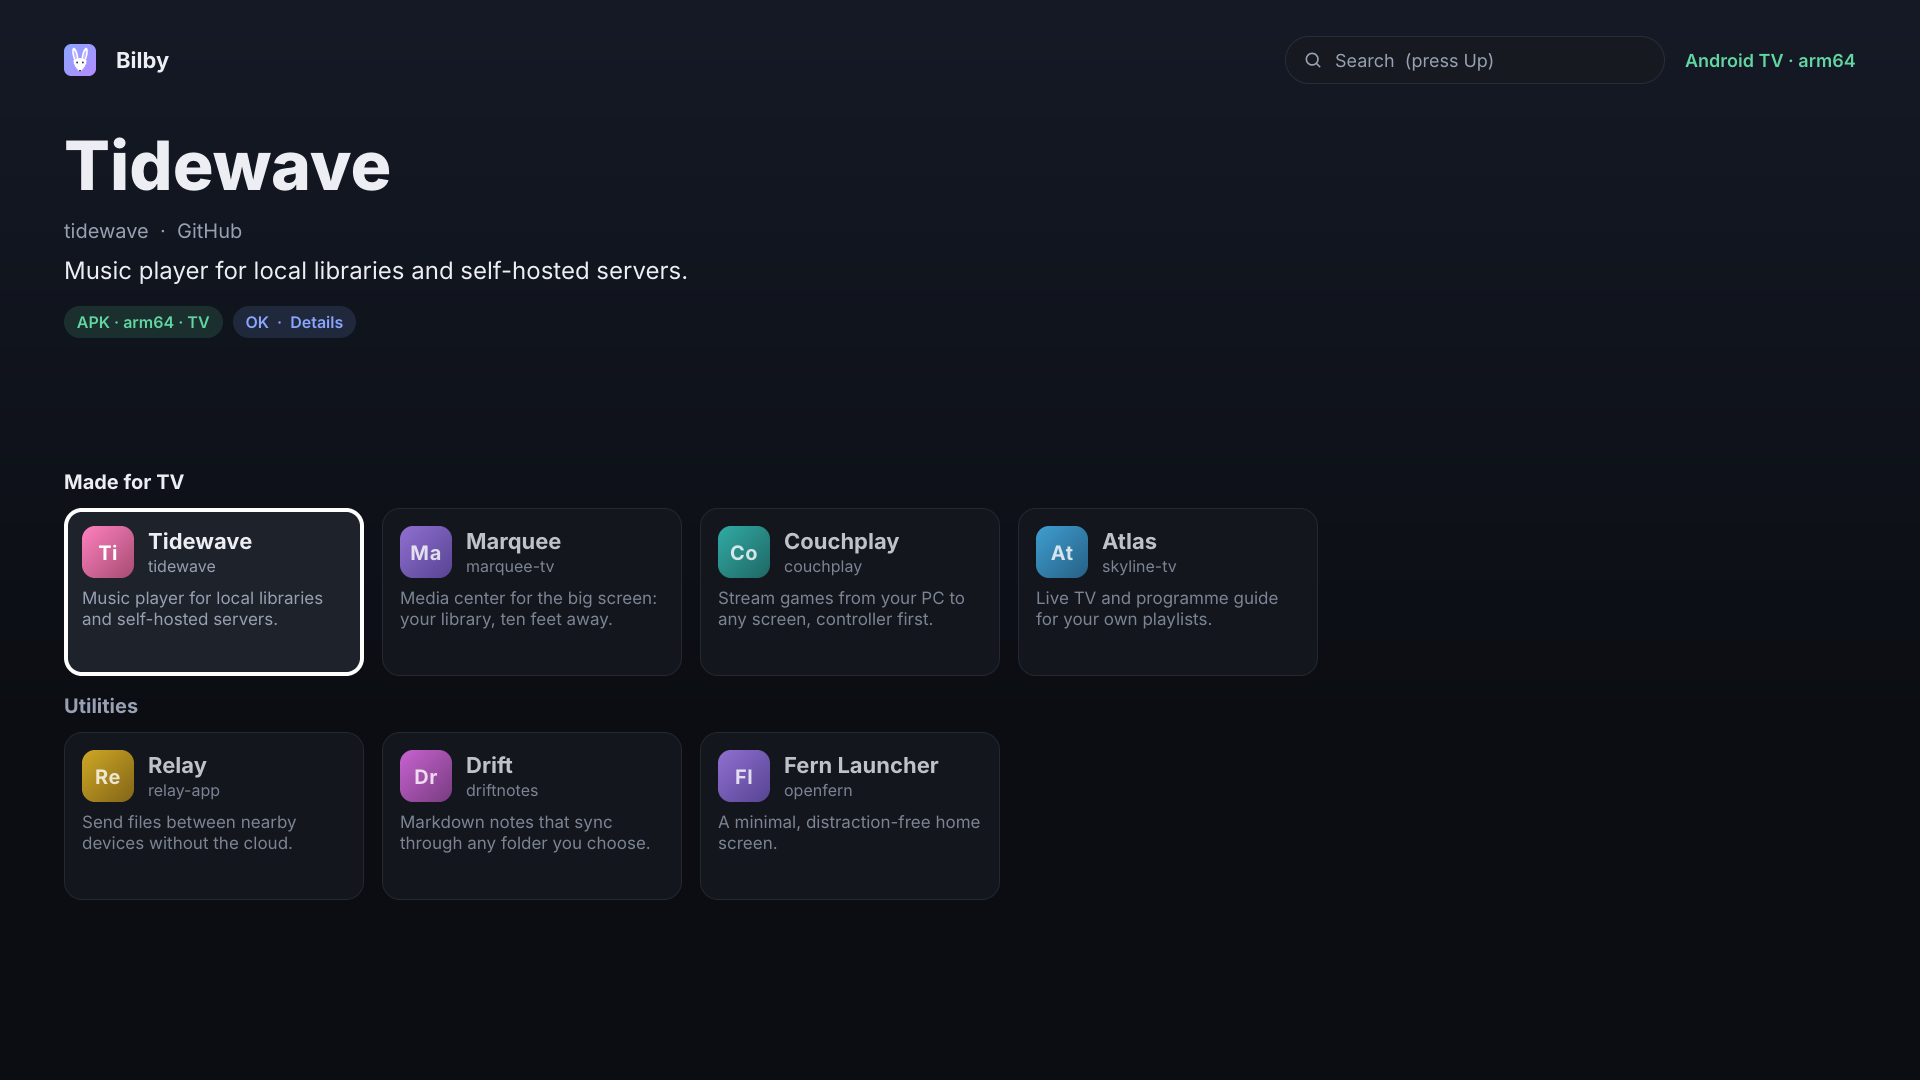 Bilby
Search (press Up)
Android TV · arm64
Tidewave
tidewave · GitHub
Music player for local libraries and self-hosted servers.
APK · arm64 · TV
OK · Details
Made for TV
Ti
Tidewave
tidewave
Music player for local libraries
and self-hosted servers.
Ma
Marquee
marquee-tv
Media center for the big screen:
your library, ten feet away.
Co
Couchplay
couchplay
Stream games from your PC to
any screen, controller first.
At
Atlas
skyline-tv
Live TV and programme guide
for your own playlists.
Utilities
Re
Relay
relay-app
Send files between nearby
devices without the cloud.
Dr
Drift
driftnotes
Markdown notes that sync
through any folder you choose.
Fl
Fern Launcher
openfern
A minimal, distraction-free home
screen.